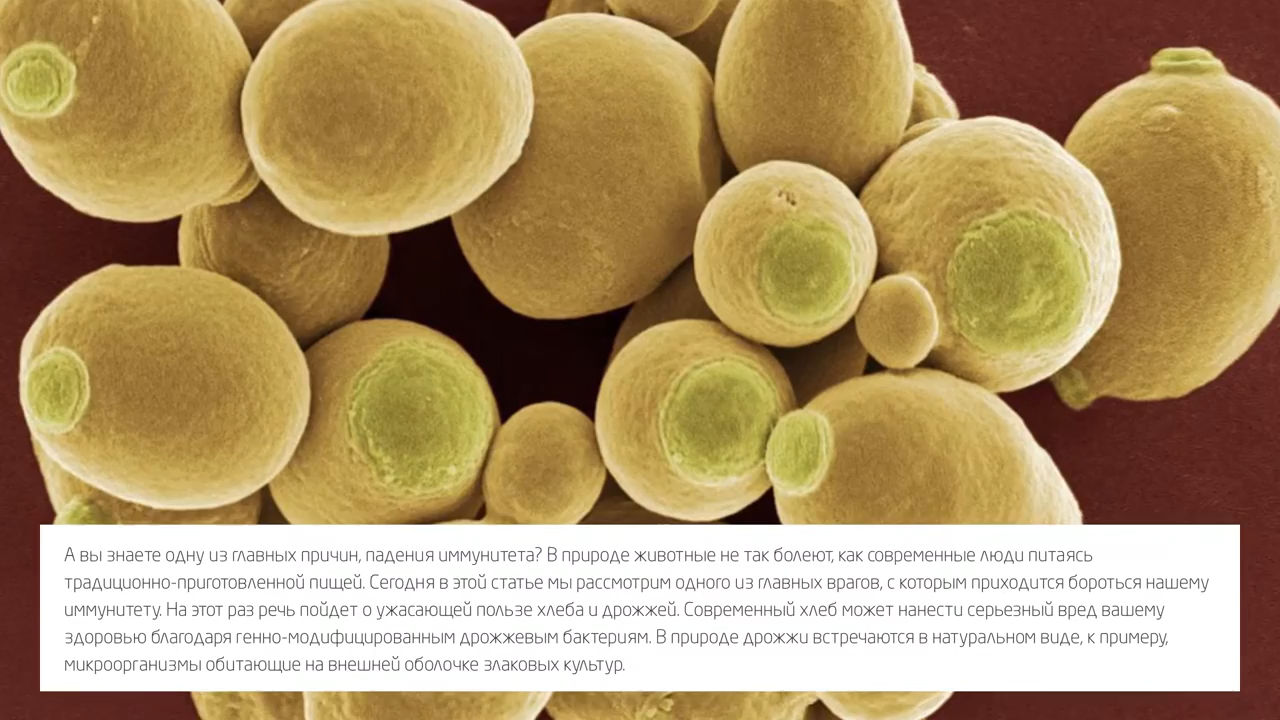 А вы знаете одну из главных причин, падения иммунитета? В природе животные не так болеют, как современные люди питаясь
традиционно-приготовленной пищей. Сегодня в этой статье мы рассмотрим одного из главных врагов, с которым приходится бороться нашему
иммунитету. На этот раз речь пойдет о ужасающей пользе хлеба и дрожжей. Современный хлеб может нанести серьезный вред вашему
здоровью благодаря генно-модифицированным дрожжевым бактериям. В природе дрожжи встречаются в натуральном виде, к примеру,
микроорганизмы обитающие на внешней оболочке злаковых культур.